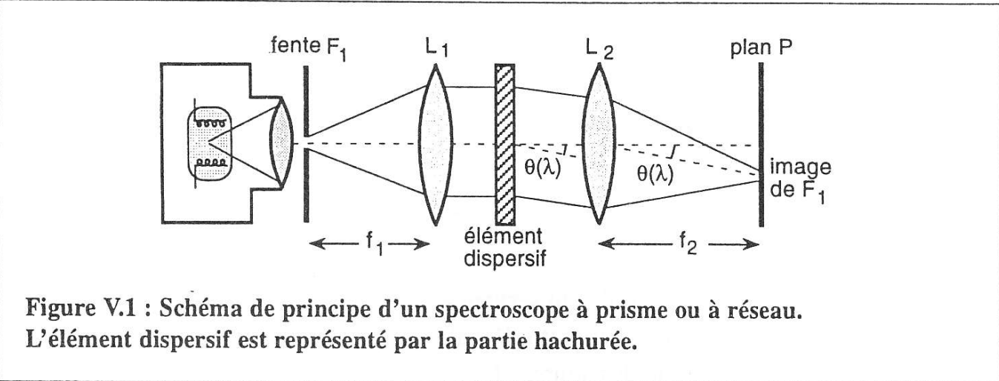 fente F1
L1
L2
plan P
θ(λ)
θ(λ)
image
de F1
f1
élément
dispersif
f2
Figure V.1 : Schéma de principe d'un spectroscope à prisme ou à réseau.
L'élément dispersif est représenté par la partie hachurée.